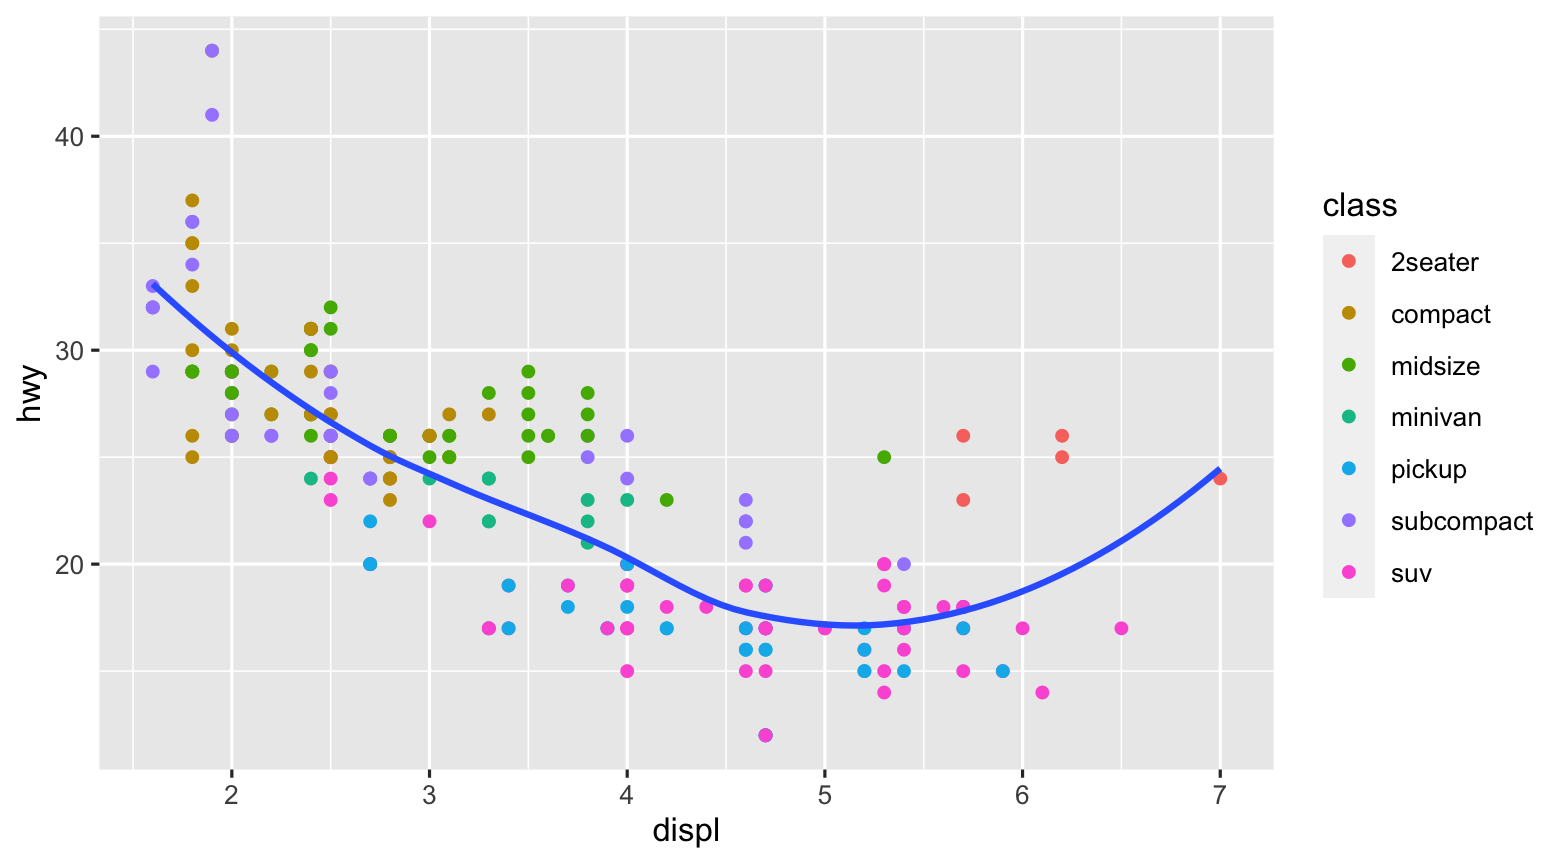 40
30
20
hwy
2 3 4 5 6 7
displ
class
2seater
compact
midsize
minivan
pickup
subcompact
suv